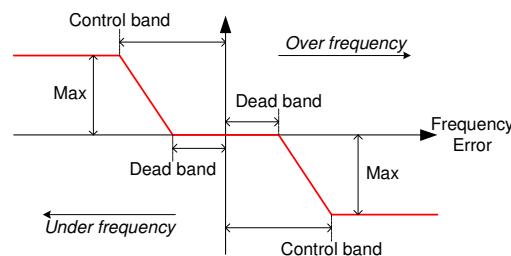 Control band
Over frequency
Max
Dead band
Frequency
Error
Dead band
Max
Under frequency
Control band